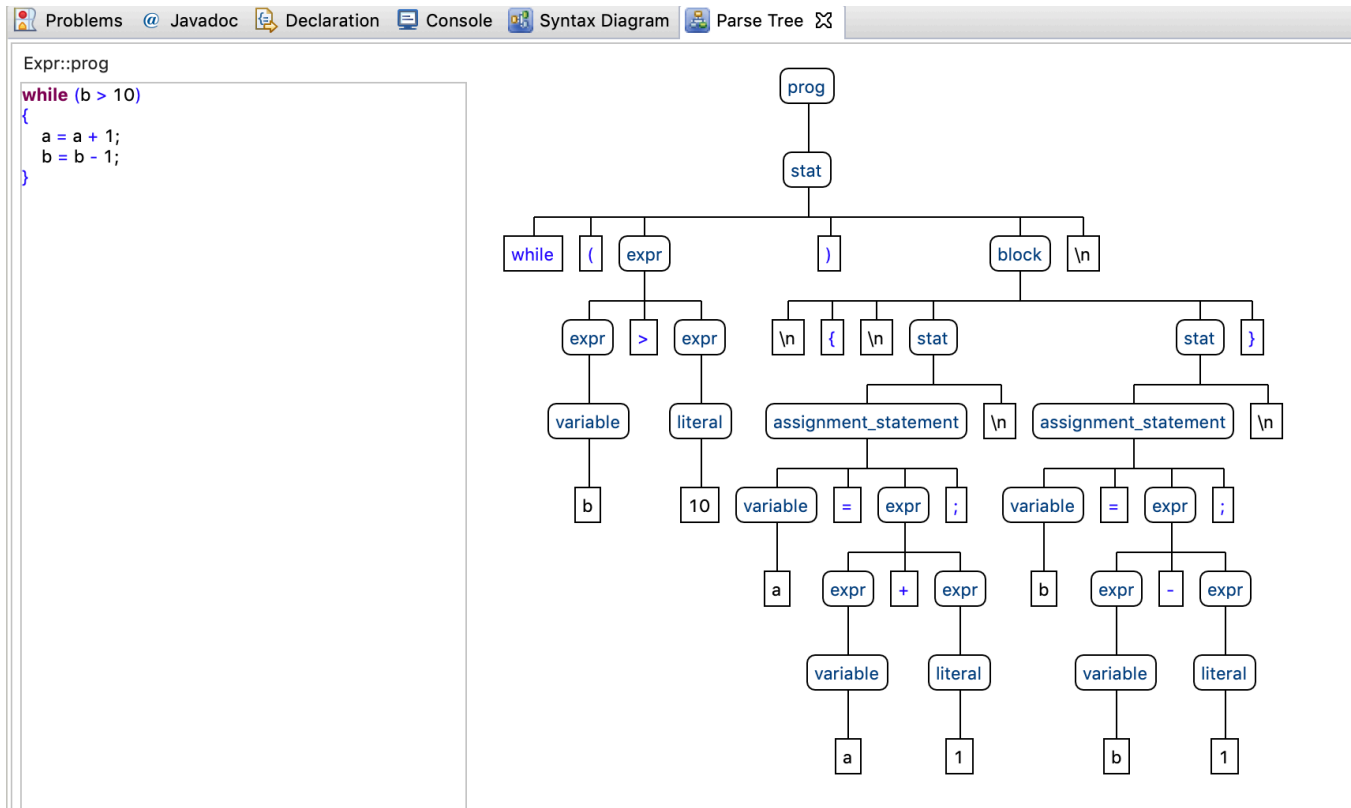 Problems @ Javadoc Declaration Console Syntax Diagram Parse Tree
Expr::prog
while (b > 10)
{
a = a + 1;
b = b - 1;
}
prog
stat
while ( expr ) block \n
expr > expr \n { \n stat stat }
variable literal assignment_statement \n assignment_statement \n
b 10 variable = expr ; variable = expr ;
a expr + expr b expr - expr
variable literal variable literal
a 1 b 1